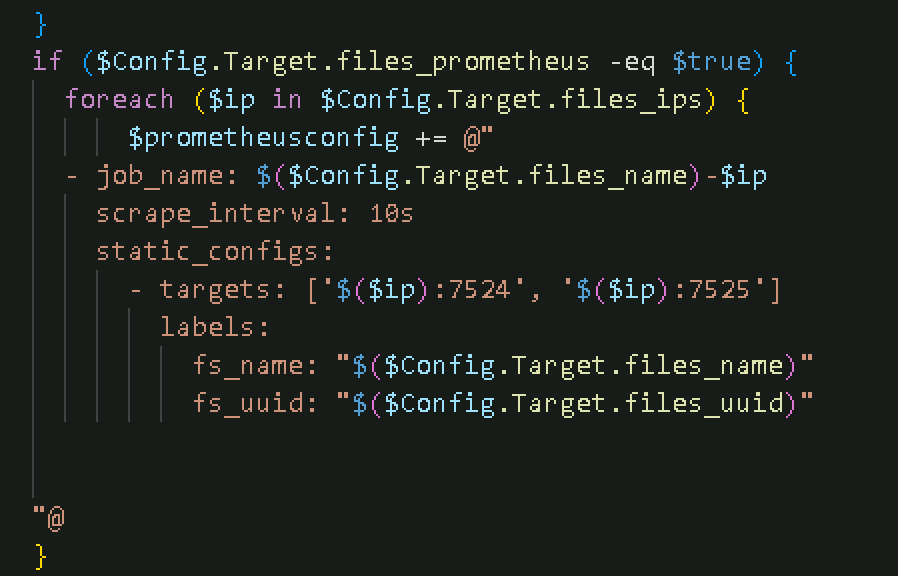 }
if ($Config.Target.files_prometheus -eq $true) {
foreach ($ip in $Config.Target.files_ips) {
$prometheusconfig += @"
- job_name: $($Config.Target.files_name)-$ip
scrape_interval: 10s
static_configs:
- targets: ['$($ip):7524', '$($ip):7525']
labels:
fs_name: "$($Config.Target.files_name)"
fs_uuid: "$($Config.Target.files_uuid)"
"@
}